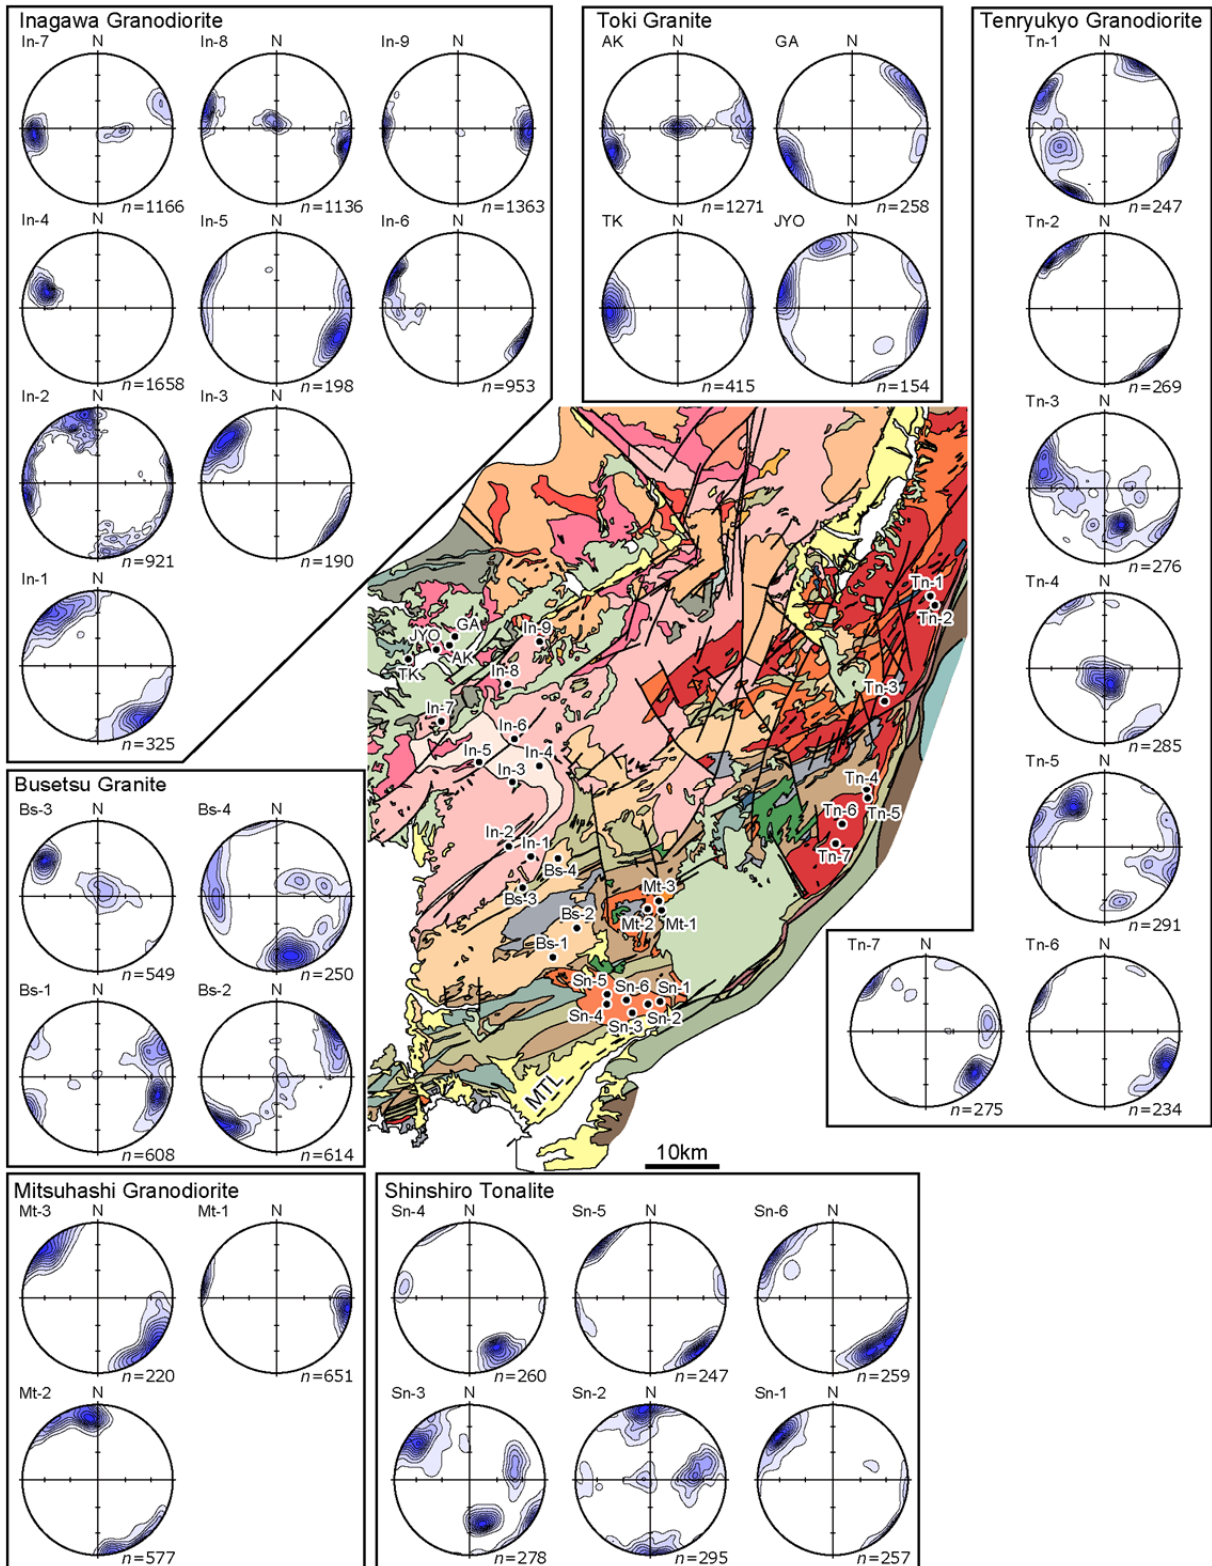 Inagawa Granodiorite
In-7 N In-8 N In-9 N
n=1166 n=1136 n=1363
In-4 N In-5 N In-6 N
n=1658 n=198 n=953
In-2 N In-3 N
n=921 n=190
In-1 N
n=325
Toki Granite
AK N GA N
n=1271 n=258
TK N JYO N
n=415 n=154
Tenryukyo Granodiorite
Tn-1 N
n=247
Tn-2 N
n=269
Tn-3 N
n=276
Tn-4 N
n=285
Tn-5 N
n=291
Tn-7 N Tn-6 N
n=275 n=234
Busetsu Granite
Bs-3 N Bs-4 N
n=549 n=250
Bs-1 N Bs-2 N
n=608 n=614
Tn-1
Tn-2
GA
JYO
AK
TK
In-9
In-8
Tn-3
In-7
In-6
In-5
In-4
In-3
Tn-4
Tn-5
Tn-6
Tn-7
In-2
In-1
Bs-4
Bs-3
Mt-3
Bs-2
Mt-2
Mt-1
Bs-1
Sn-5
Sn-6
Sn-1
Sn-4
Sn-3
Sn-2
MTL
10km
Mitsuhashi Granodiorite
Mt-3 N Mt-1 N
n=220 n=651
Mt-2 N
n=577
Shinshiro Tonalite
Sn-4 N Sn-5 N Sn-6 N
n=260 n=247 n=259
Sn-3 N Sn-2 N Sn-1 N
n=278 n=295 n=257